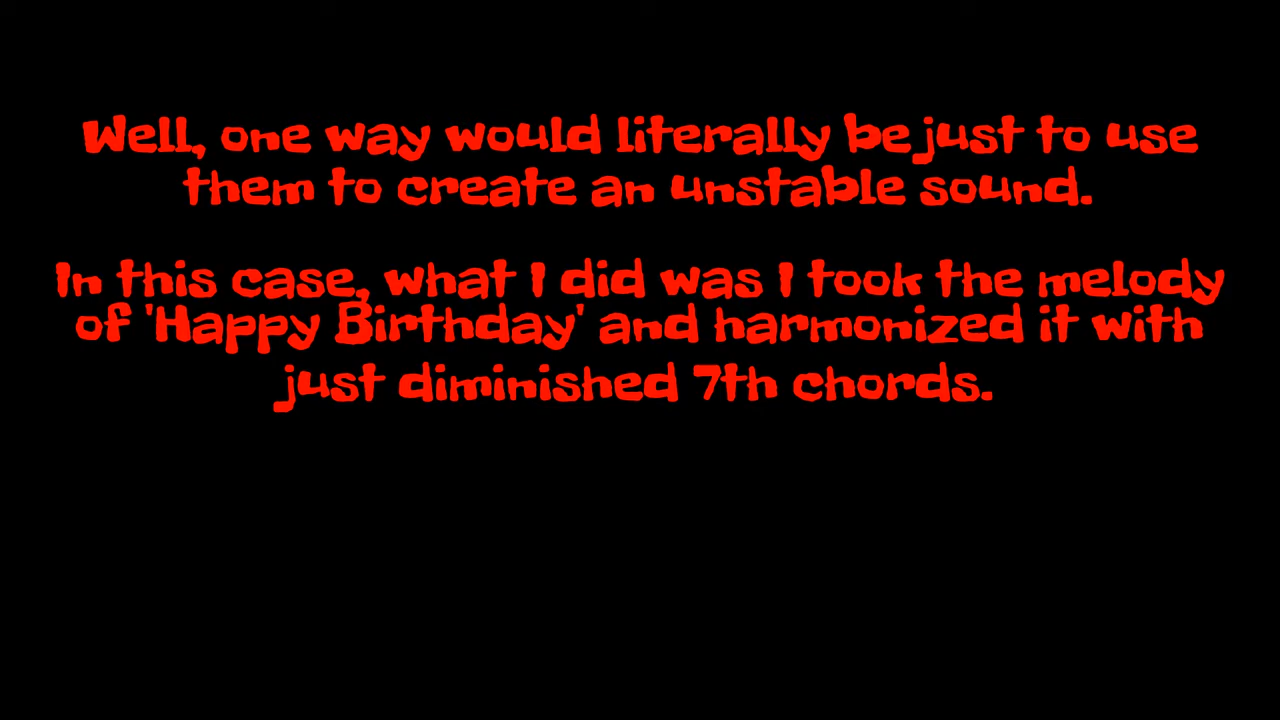 Well, one way would literally be just to use
them to create an unstable sound.
In this case, what I did was I took the melody
of 'Happy Birthday' and harmonized it with
just diminished 7th chords.